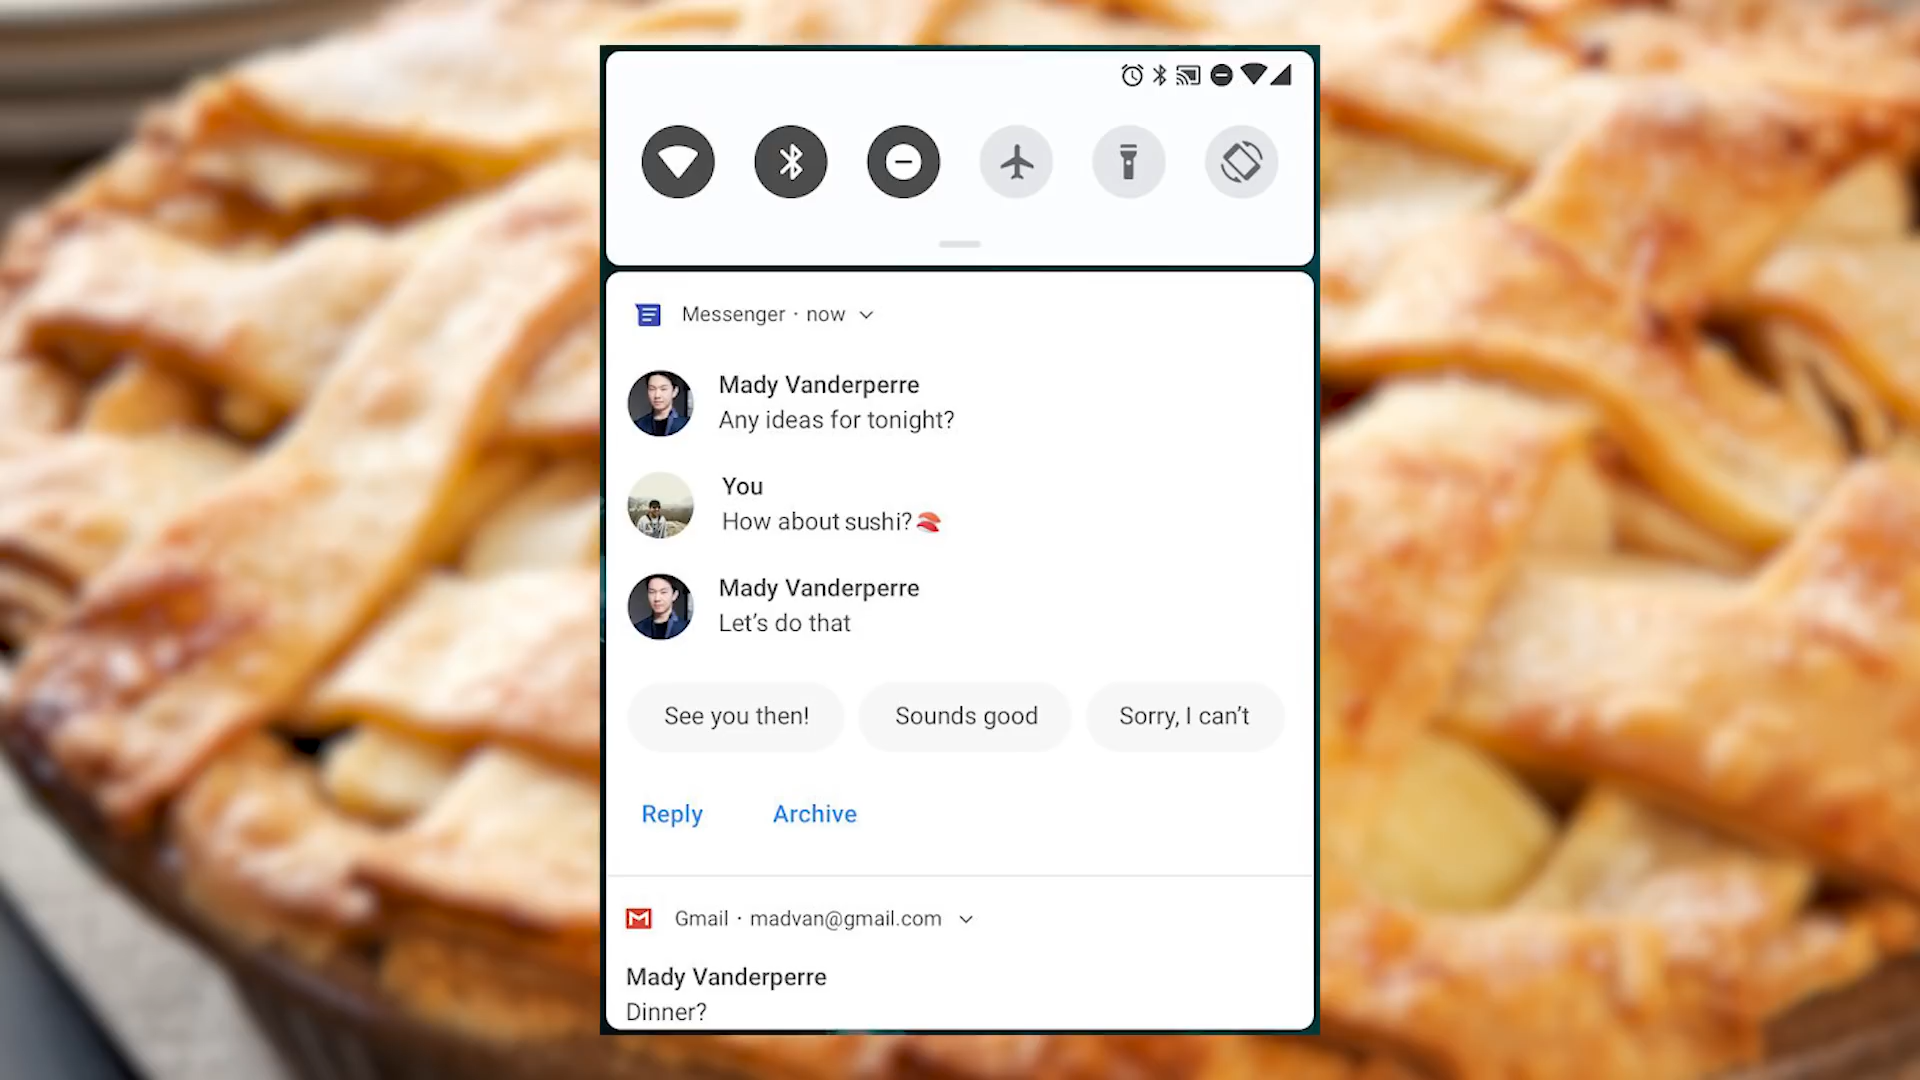 Messenger · now
Mady Vanderperre
Any ideas for tonight?
You
How about sushi?🍣
Mady Vanderperre
Let’s do that
See you then! Sounds good Sorry, I can’t
Reply Archive
Gmail · madvan@gmail.com
Mady Vanderperre
Dinner?